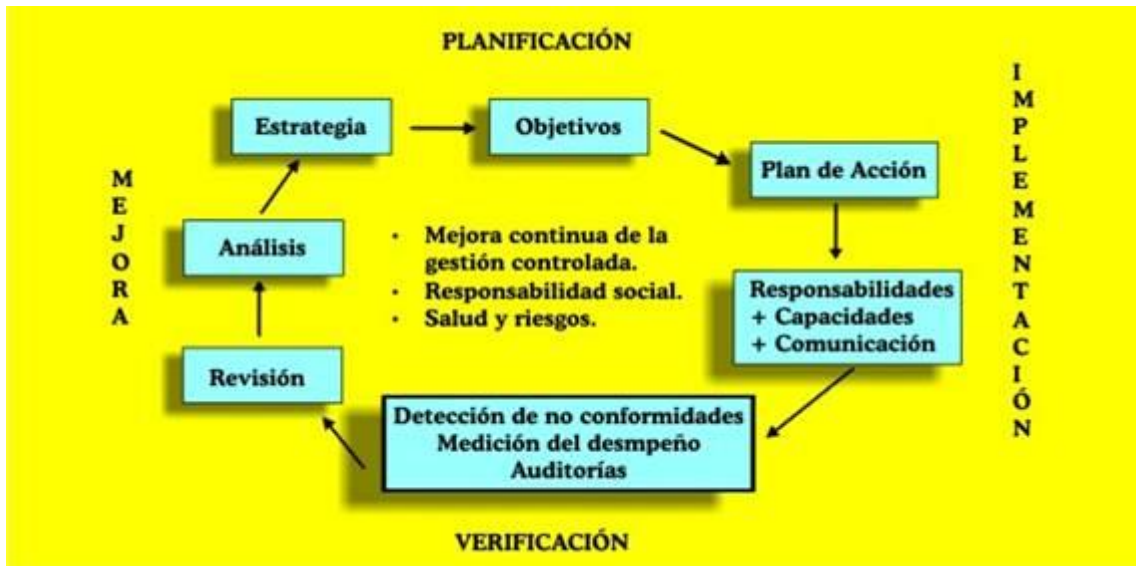 PLANIFICACIÓN
Estrategia
Objetivos
Plan de Acción
IMPLEMENTACIÓN
MEJORA
Análisis
· Mejora continua de la
gestión controlada.
· Responsabilidad social.
· Salud y riesgos.
Responsabilidades
+ Capacidades
+ Comunicación
Revisión
Detección de no conformidades
Medición del desmpeño
Auditorías
VERIFICACIÓN